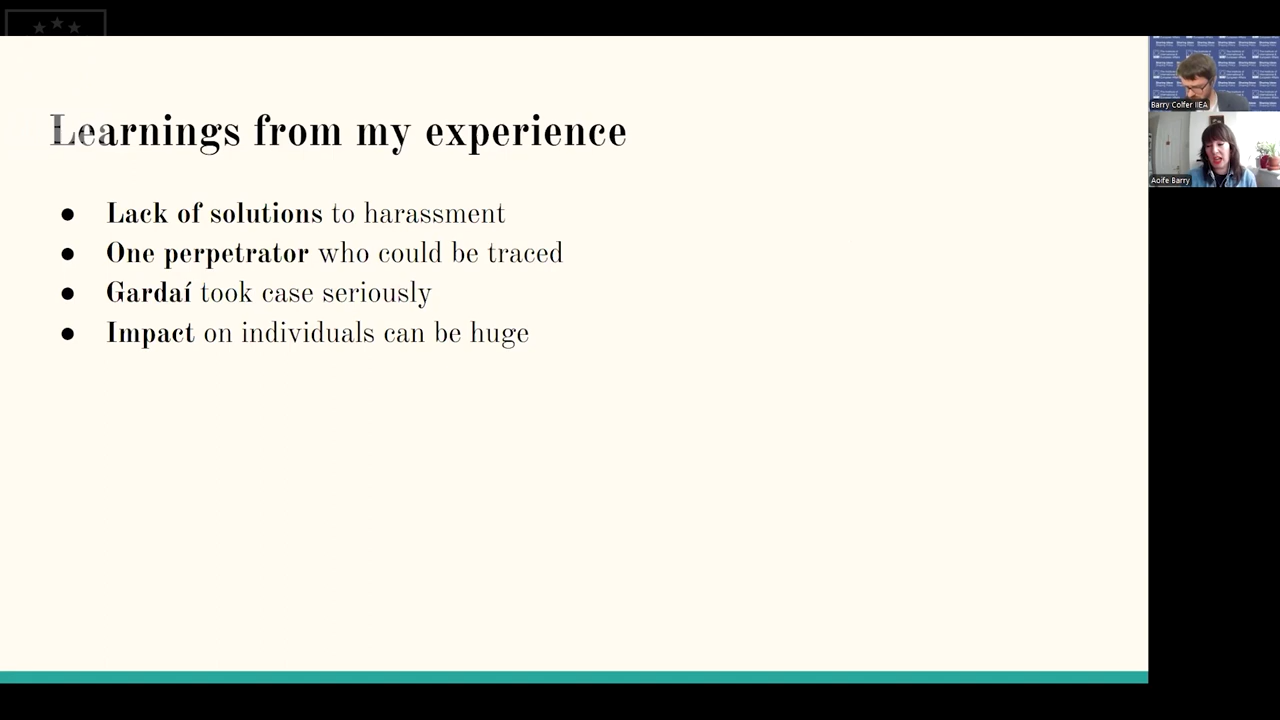 Learnings from my experience
● Lack of solutions to harassment
● One perpetrator who could be traced
● Gardaí took case seriously
● Impact on individuals can be huge
Barry Colfer IIEA
Aoife Barry